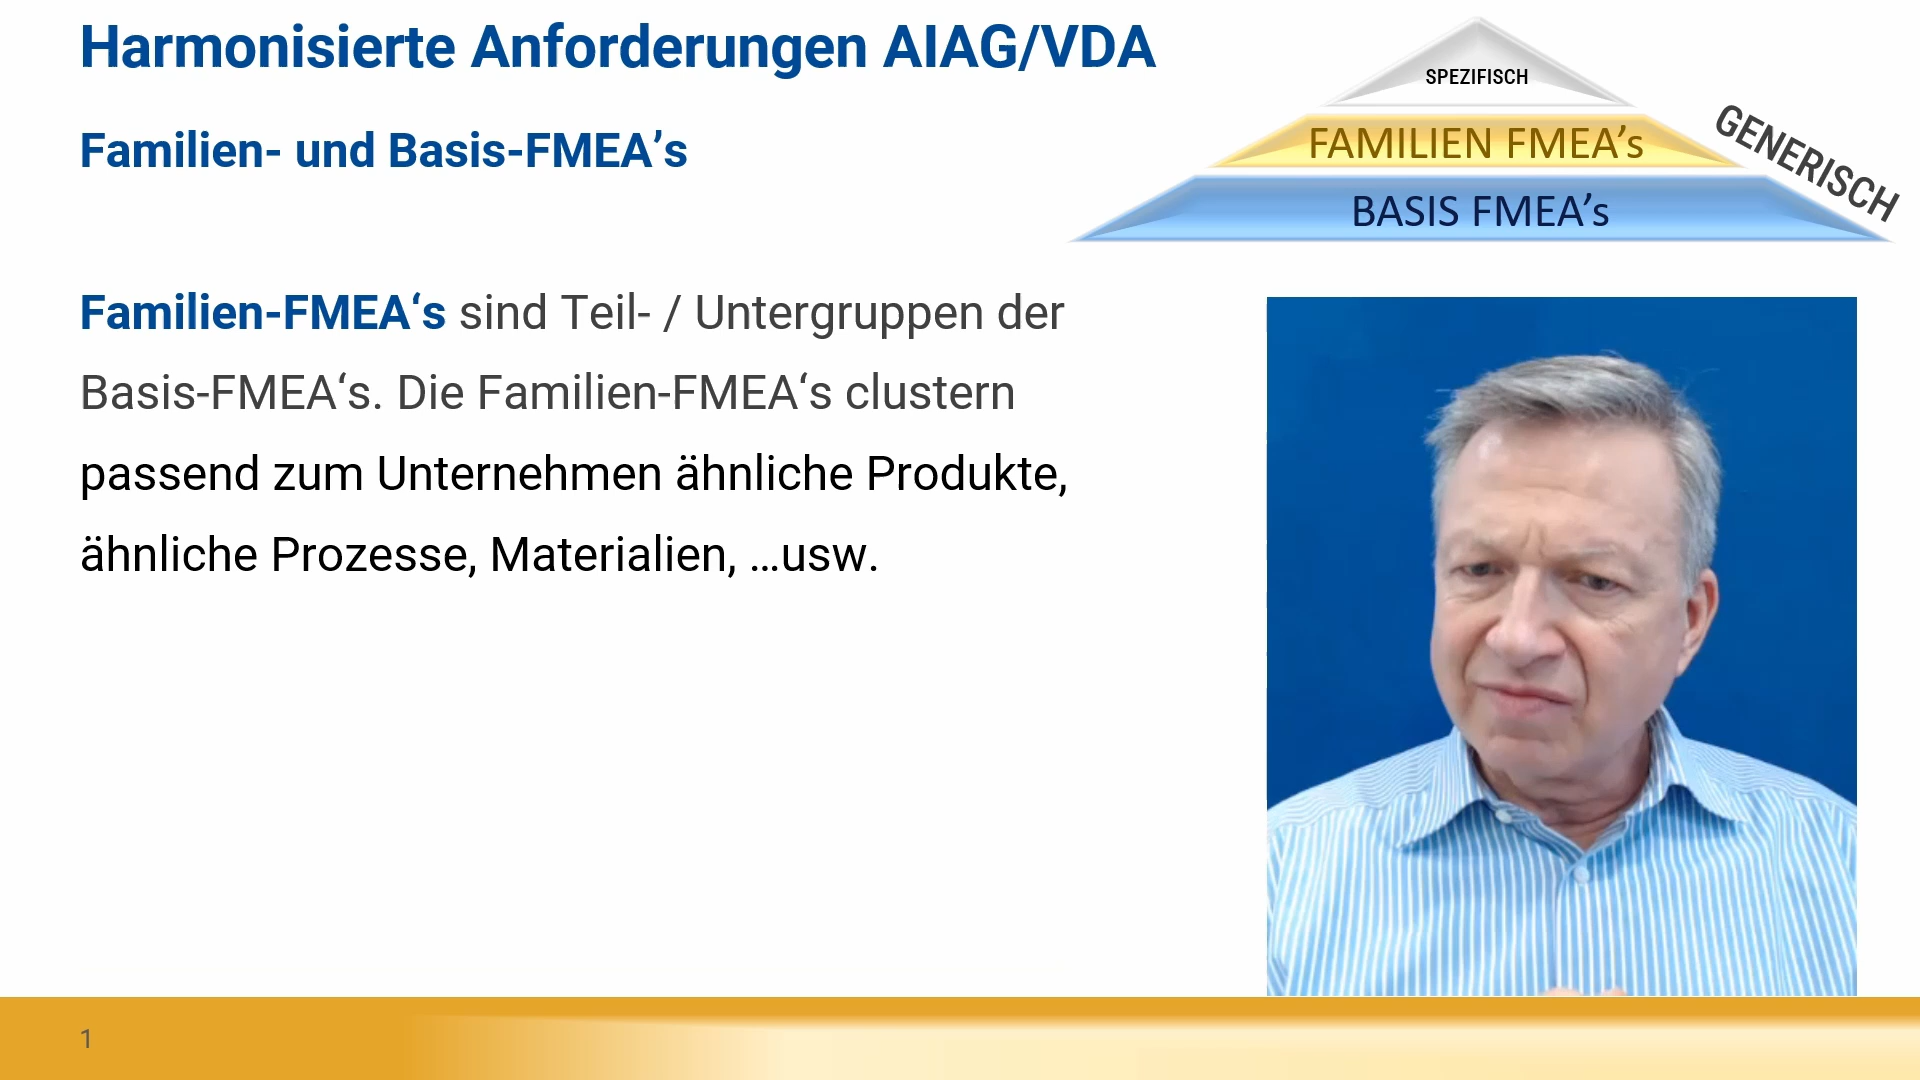 Harmonisierte Anforderungen AIAG/VDA
Familien- und Basis-FMEA’s
SPEZIFISCH
FAMILIEN FMEA’s
BASIS FMEA’s
GENERISCH
Familien-FMEA‘s sind Teil- / Untergruppen der
Basis-FMEA‘s. Die Familien-FMEA‘s clustern
passend zum Unternehmen ähnliche Produkte,
ähnliche Prozesse, Materialien, …usw.
1